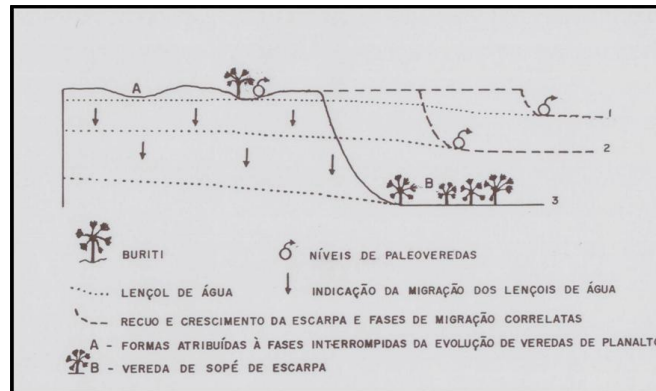 A
1
2
B
3
BURITI
NÍVEIS DE PALEOVEREDAS
LENÇOL DE ÁGUA
INDICAÇÃO DA MIGRAÇÃO DOS LENÇOIS DE ÁGUA
RECUO E CRESCIMENTO DA ESCARPA E FASES DE MIGRAÇÃO CORRELATAS
A - FORMAS ATRIBUÍDAS À FASES INTERROMPIDAS DA EVOLUÇÃO DE VEREDAS DE PLANALTO
B - VEREDA DE SOPÉ DE ESCARPA